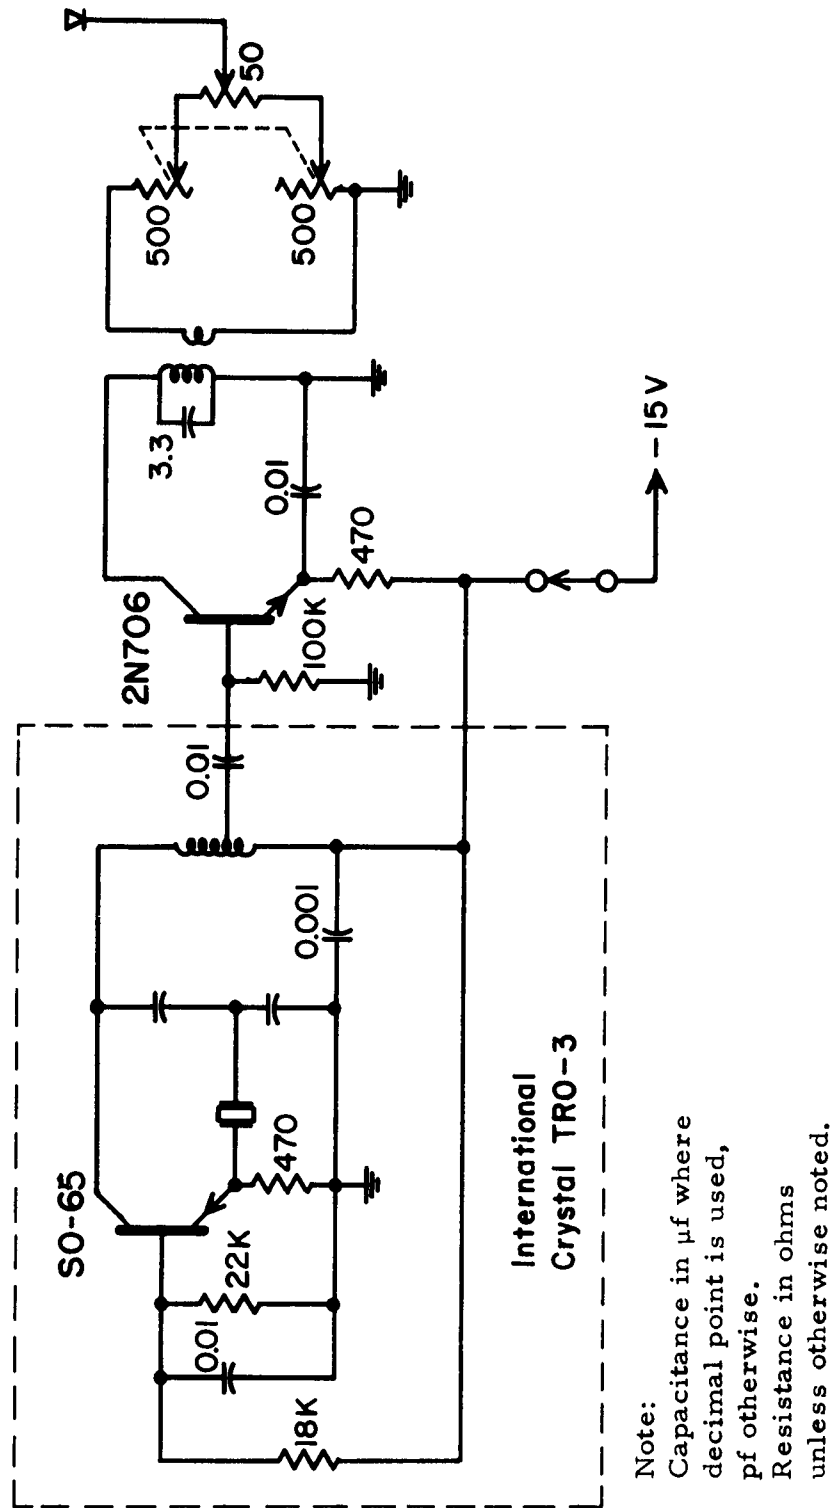 SO-65
2N706
0.01
0.01
22K
470
18K
0.001
0.01
100K
470
3.3
0.01
500
500
50
-15V
International
Crystal TRO-3
Note:
Capacitance in µf where
decimal point is used,
pf otherwise.
Resistance in ohms
unless otherwise noted.